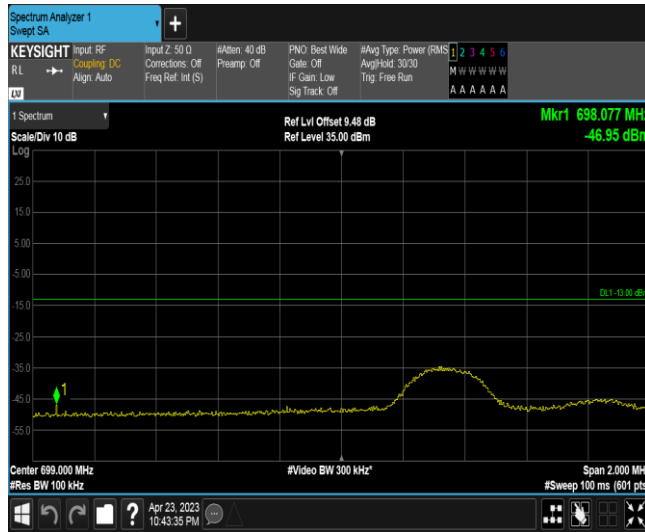 Spectrum Analyzer 1
Swept SA
+
KEYSIGHT Input: RF Input Z: 50 Ω #Atten: 40 dB PNO: Best Wide #Avg Type: Power (RMS 1 2 3 4 5 6
RL Coupling: DC Corrections: Off Preamp: Off Gate: Off Avg|Hold: 30/30 M W W W W W
Align: Auto Freq Ref: Int (S) IF Gain: Low Trig: Free Run
Sig Track: Off A A A A A A
LXI
1 Spectrum
Ref Lvl Offset 9.48 dB Mkr1 698.077 MH
Scale/Div 10 dB Ref Level 35.00 dBm -46.95 dBm
Log
25.0
15.0
5.00
-5.00
DL1 -13.00 dBm
-15.0
-25.0
-35.0
1
-45.0
-55.0
Center 699.000 MHz #Video BW 300 kHz* Span 2.000 MH
#Res BW 100 kHz #Sweep 100 ms (601 pts
? Apr 23, 2023
10:43:35 PM